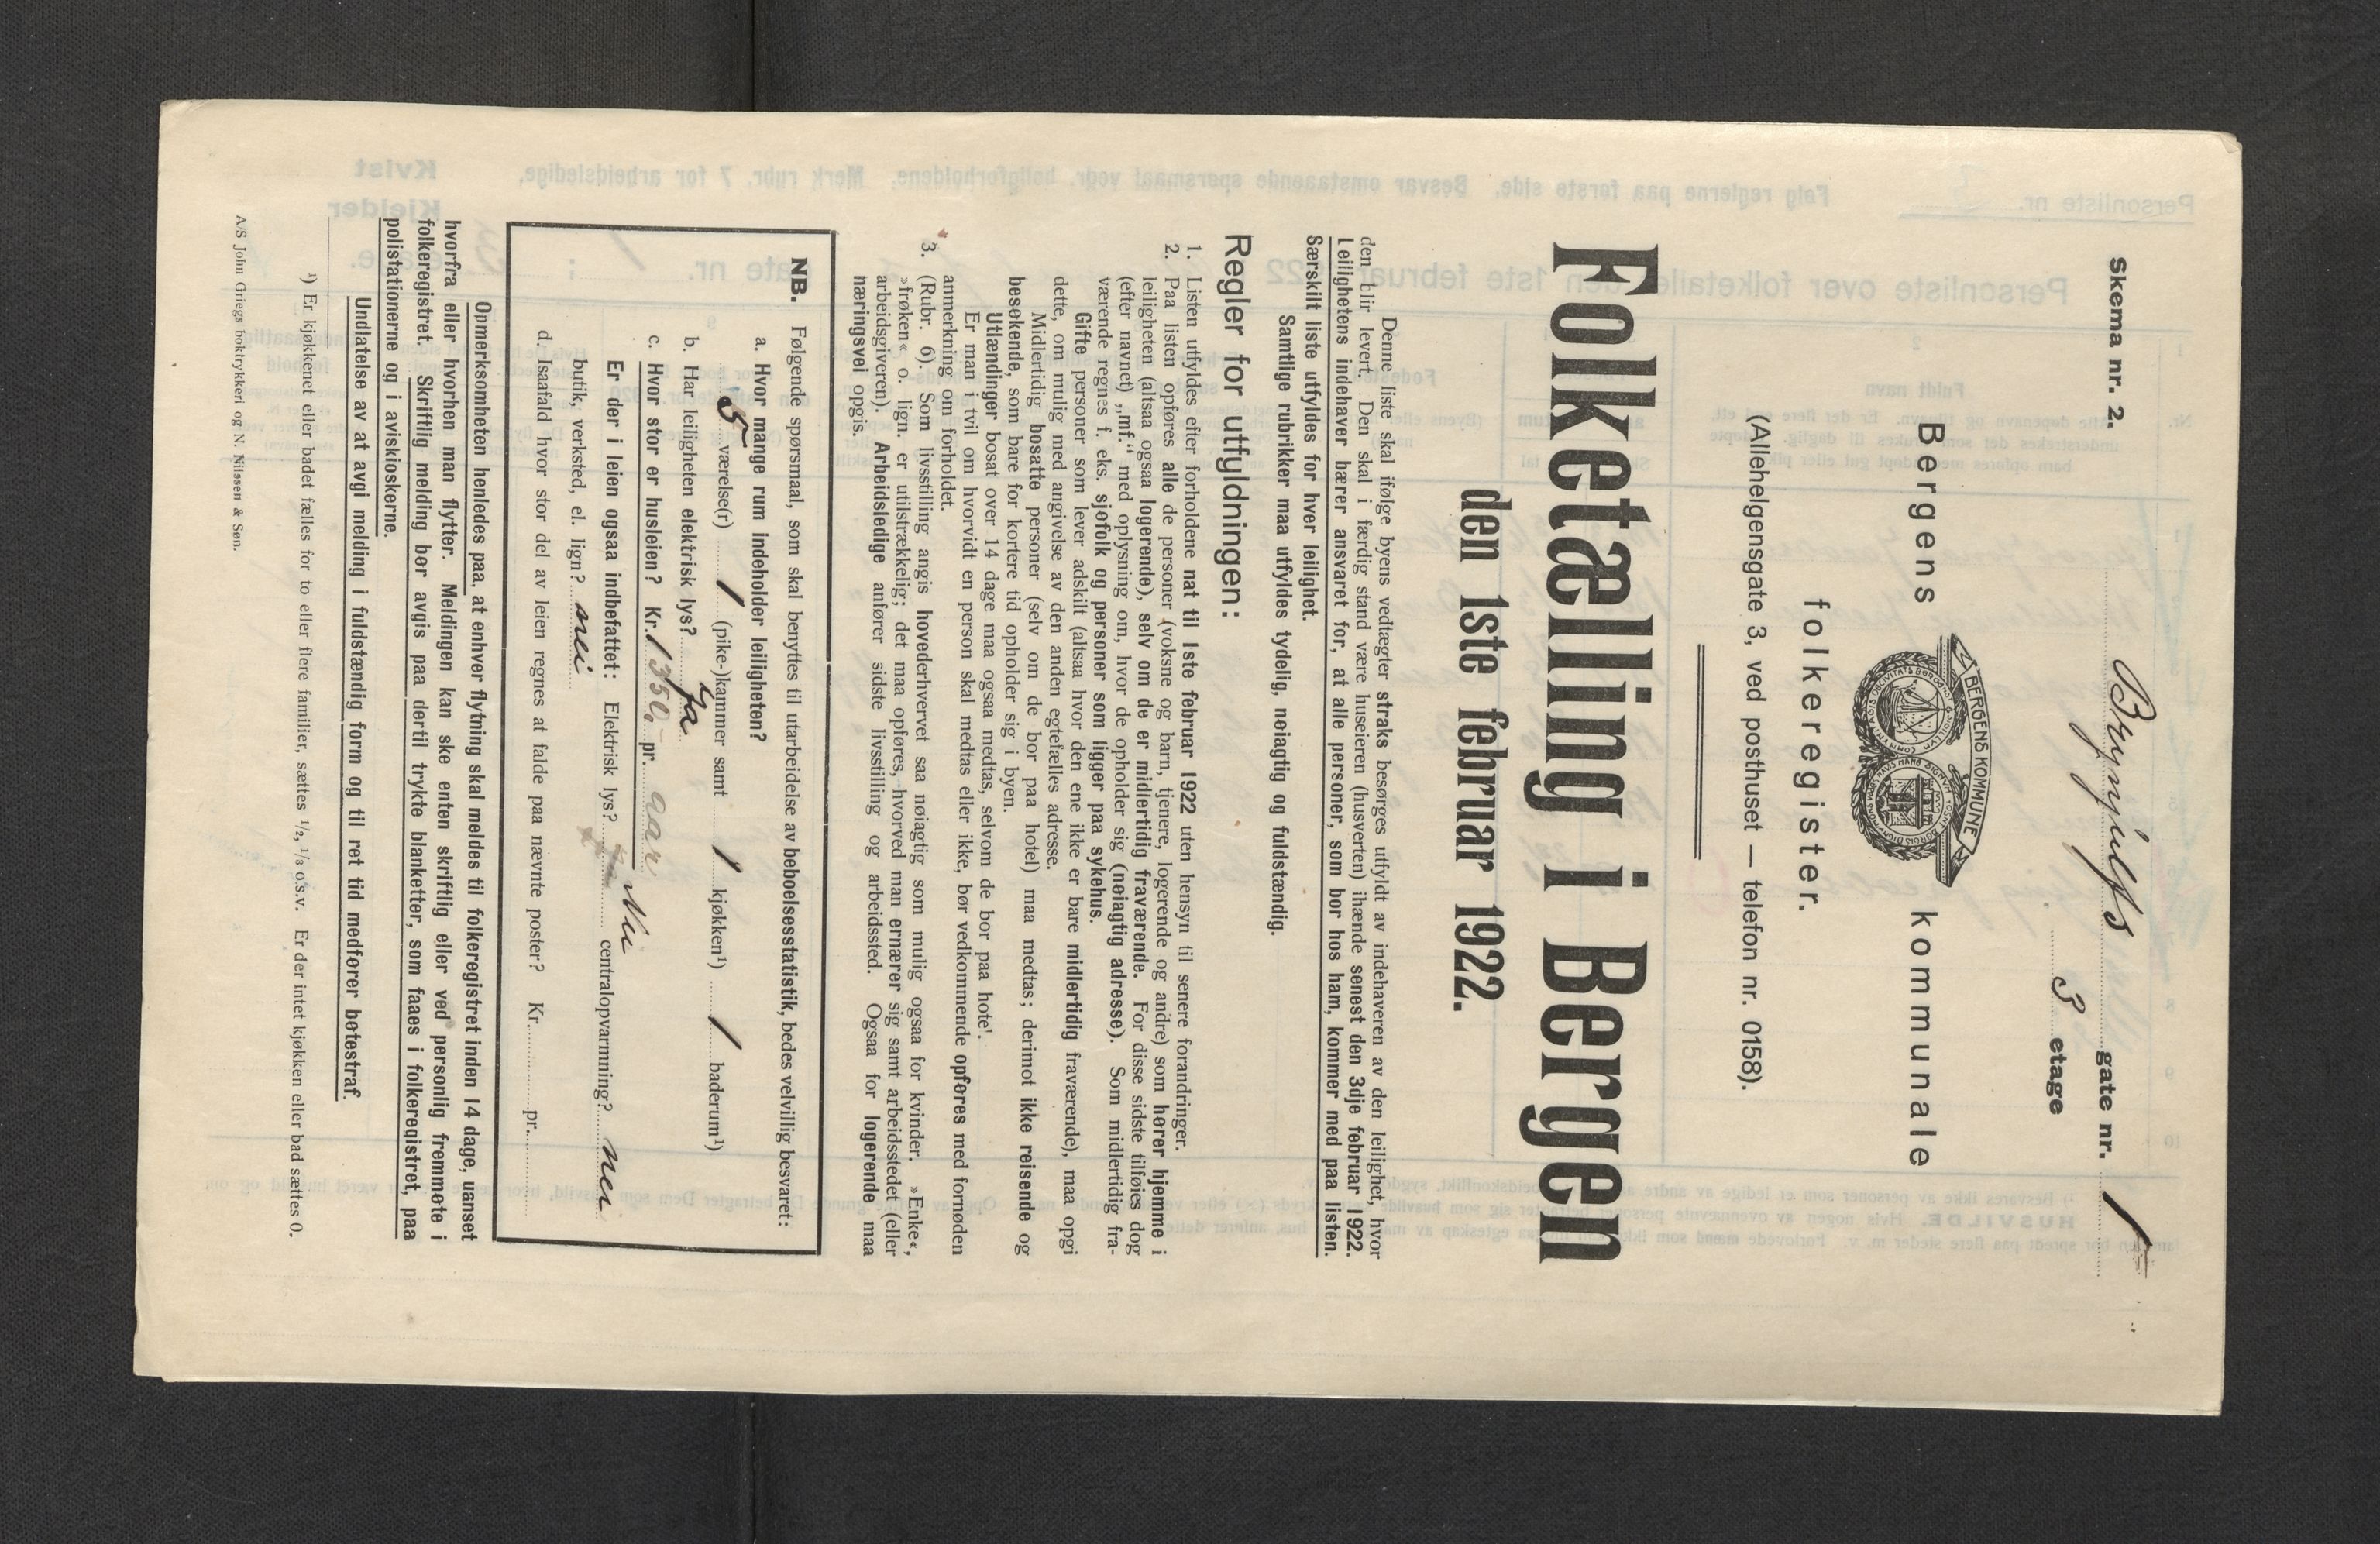 Skema nr. 2.
Brynjulfs gate nr. 1
3 etage
BERGENS KOMMUNE
Bergens kommunale
folkeregister.
(Allehelgensgate 3, ved posthuset — telefon nr. 0158).
Folketælling i Bergen
den 1ste februar 1922.
Denne liste skal ifølge byens vedtægter straks besørges utfyldt av indehaveren av den leilighet, hvor
den blir levert. Den skal i færdig stand være huseieren (husverten) ihænde senest den 3dje februar 1922.
Leilighetens indehaver bærer ansvaret for, at alle personer, som bor hos ham, kommer med paa listen.
Særskilt liste utfyldes for hver leilighet.
Samtlige rubrikker maa utfyldes tydelig, nøiagtig og fuldstændig.
Regler for utfyldningen:
1. Listen utfyldes efter forholdene nat til 1ste februar 1922 uten hensyn til senere forandringer.
2. Paa listen opføres alle de personer (voksne og barn, tjenere, logerende og andre) som hører hjemme i
leiligheten (altsaa ogsaa logerende), selv om de er midlertidig fraværende. For disse sidste tilføies dog
(efter navnet) „mf.“ med oplysning om, hvor de opholder sig (nøiagtig adresse). Som midlertidig fra-
værende regnes f. eks. sjøfolk og personer som ligger paa sykehus.
Gifte personer som lever adskilt (altsaa hvor den ene ikke er bare midlertidig fraværende), maa opgi
dette, om mulig med angivelse av den anden egtefælles adresse.
Midlertidig bosatte personer (selv om de bor paa hotel) maa medtas; derimot ikke reisende og
besøkende, som bare for kortere tid opholder sig i byen.
Utlændinger bosat over 14 dage maa ogsaa medtas, selvom de bor paa hotel.
Er man i tvil om hvorvidt en person skal medtas eller ikke, bør vedkommende opføres med fornøden
anmerkning om forholdet.
3. (Rubr. 6). Som livsstilling angis hovederhvervet saa nøiagtig som mulig ogsaa for kvinder. »Enke«,
»frøken« o. lign. er utilstrækkelig; det maa opføres, hvorved man ernærer sig samt arbeidsstedet (eller
arbeidsgiveren). Arbeidsledige anfører sidste livsstilling og arbeidssted. Ogsaa for logerende maa
næringsvei opgis.
NB. Følgende spørsmaal, som skal benyttes til utarbeidelse av beboelsesstatistik, bedes velvillig besvaret:
a. Hvor mange rum indeholder leiligheten?
5 værelse(r) 1 (pike-)kammer samt 1 kjøkken¹) 1 baderum¹)
b. Har leiligheten elektrisk lys? Ja
c. Hvor stor er husleien? Kr. 1350.- pr. aar
Er der i leien ogsaa indbefattet: Elektrisk lys? Nei centralopvarming? nei
butik, verksted, el. lign? nei
d. Isaafald hvor stor del av leien regnes at falde paa nævnte poster? Kr. pr.
Opmerksomheten henledes paa, at enhver flytning skal meldes til folkeregistret inden 14 dage, uanset
hvorfra eller hvorhen man flytter. Meldingen kan ske enten skriftlig eller ved personlig fremmøte i
folkeregistret. Skriftlig melding bør avgis paa dertil trykte blanketter, som faaes i folkeregistret, paa
polistationerne og i aviskioskerne.
Undlatelse av at avgi melding i fuldstændig form og til ret tid medfører bøtestraf.
¹) Er kjøkkenet eller badet fælles for to eller flere familier, sættes ¹/₂, ¹/₃ o.s.v. Er der intet kjøkken eller bad sættes 0.
A/S John Griegs boktrykkeri og N. Nilssen & Søn.